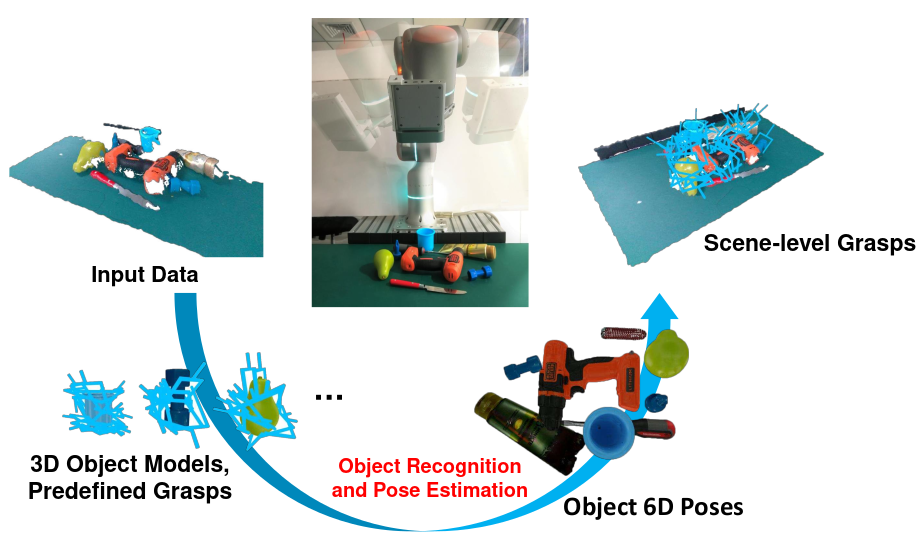 Input Data
Scene-level Grasps
...
3D Object Models,
Predefined Grasps
Object Recognition
and Pose Estimation
Object 6D Poses